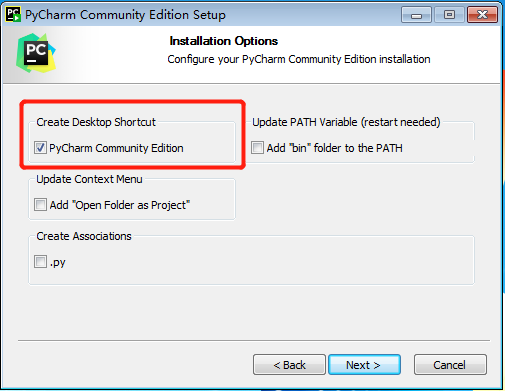 PyCharm Community Edition Setup
PC
Installation Options
Configure your PyCharm Community Edition installation
Create Desktop Shortcut
PyCharm Community Edition
Update PATH Variable (restart needed)
Add "bin" folder to the PATH
Update Context Menu
Add "Open Folder as Project"
Create Associations
.py
< Back
Next >
Cancel